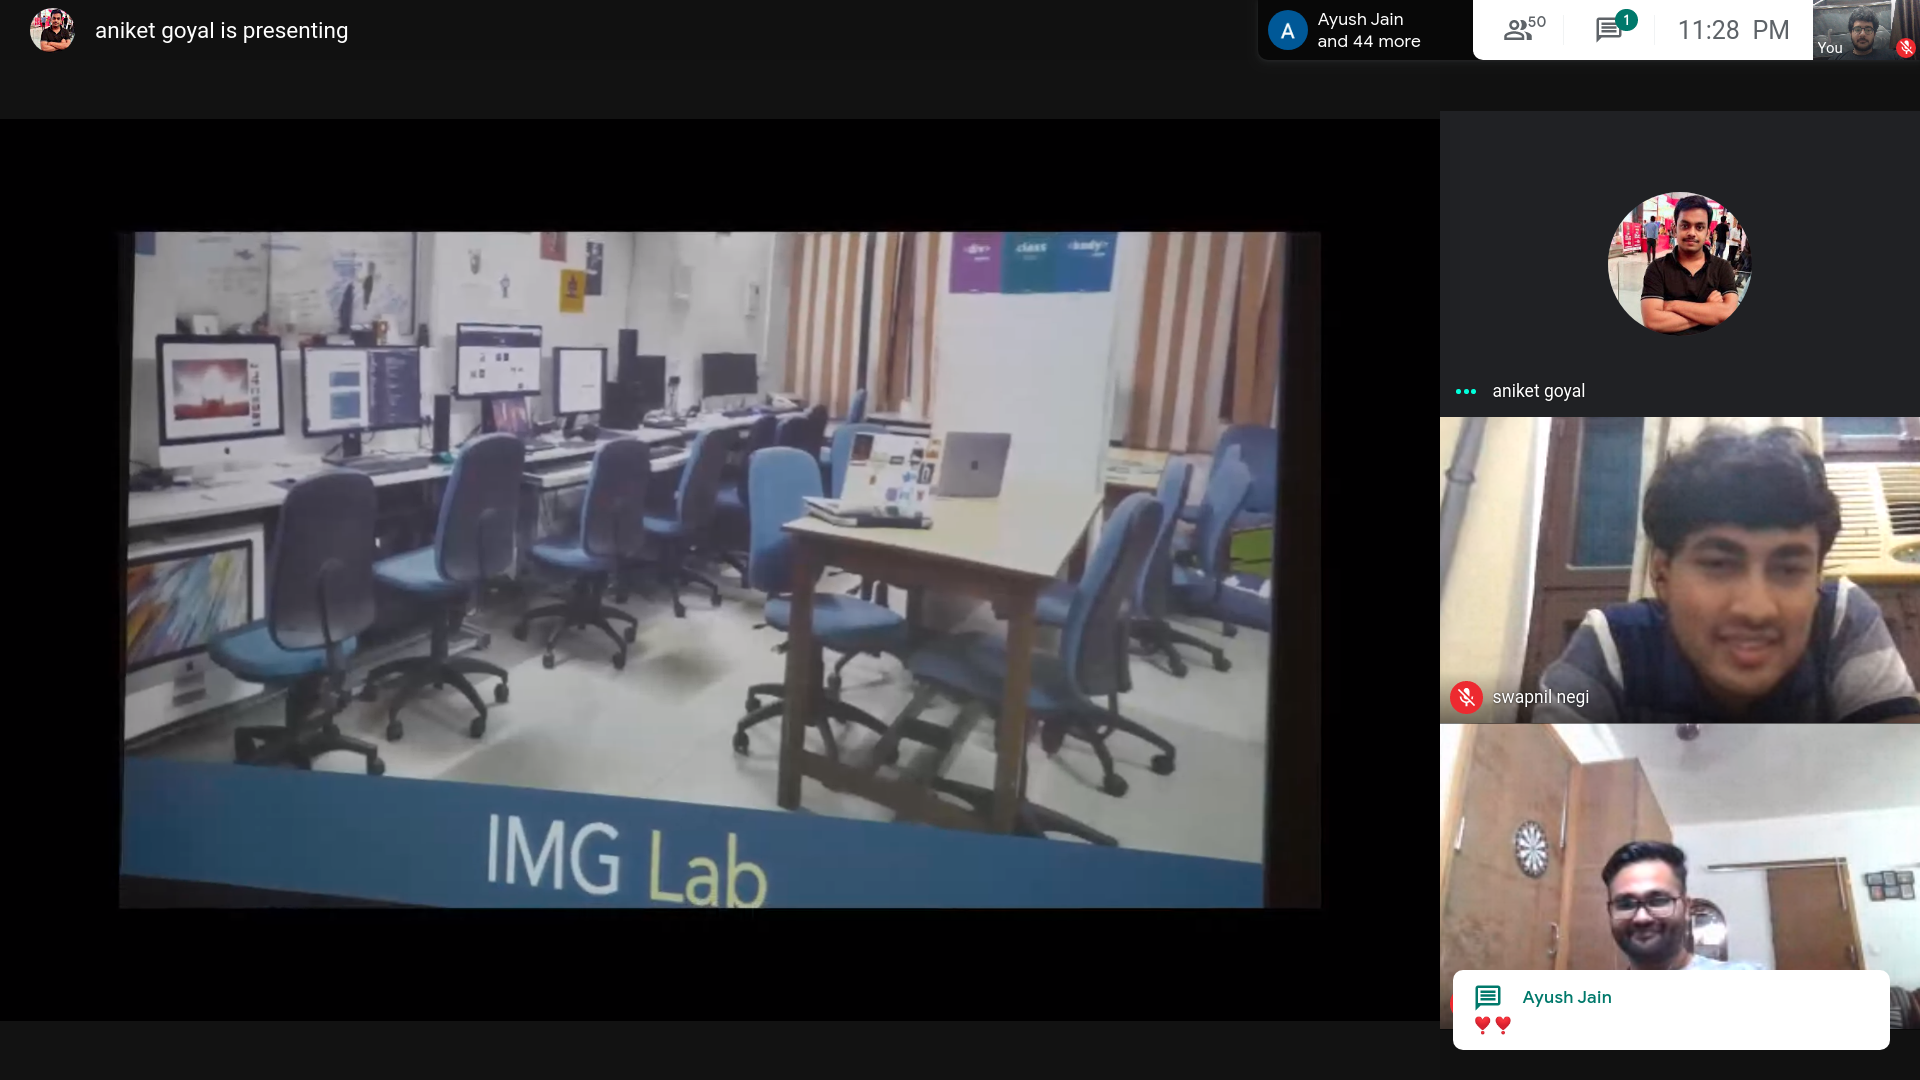 aniket goyal is presenting
A
Ayush Jain
and 44 more
50
1
11:28 PM
You
<div>
class
<body>
aniket goyal
swapnil negi
IMG Lab
Ayush Jain
❣❣